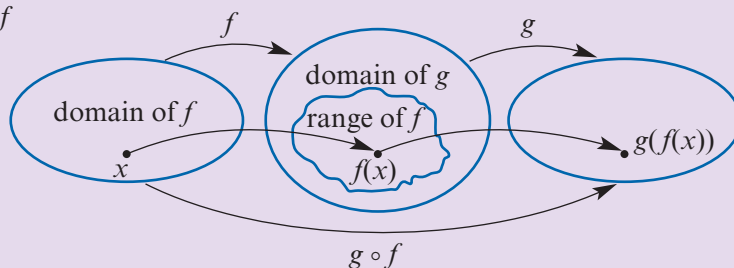 f
f
g
domain of g
domain of f
range of f
x
f(x)
g(f(x))
g ∘ f